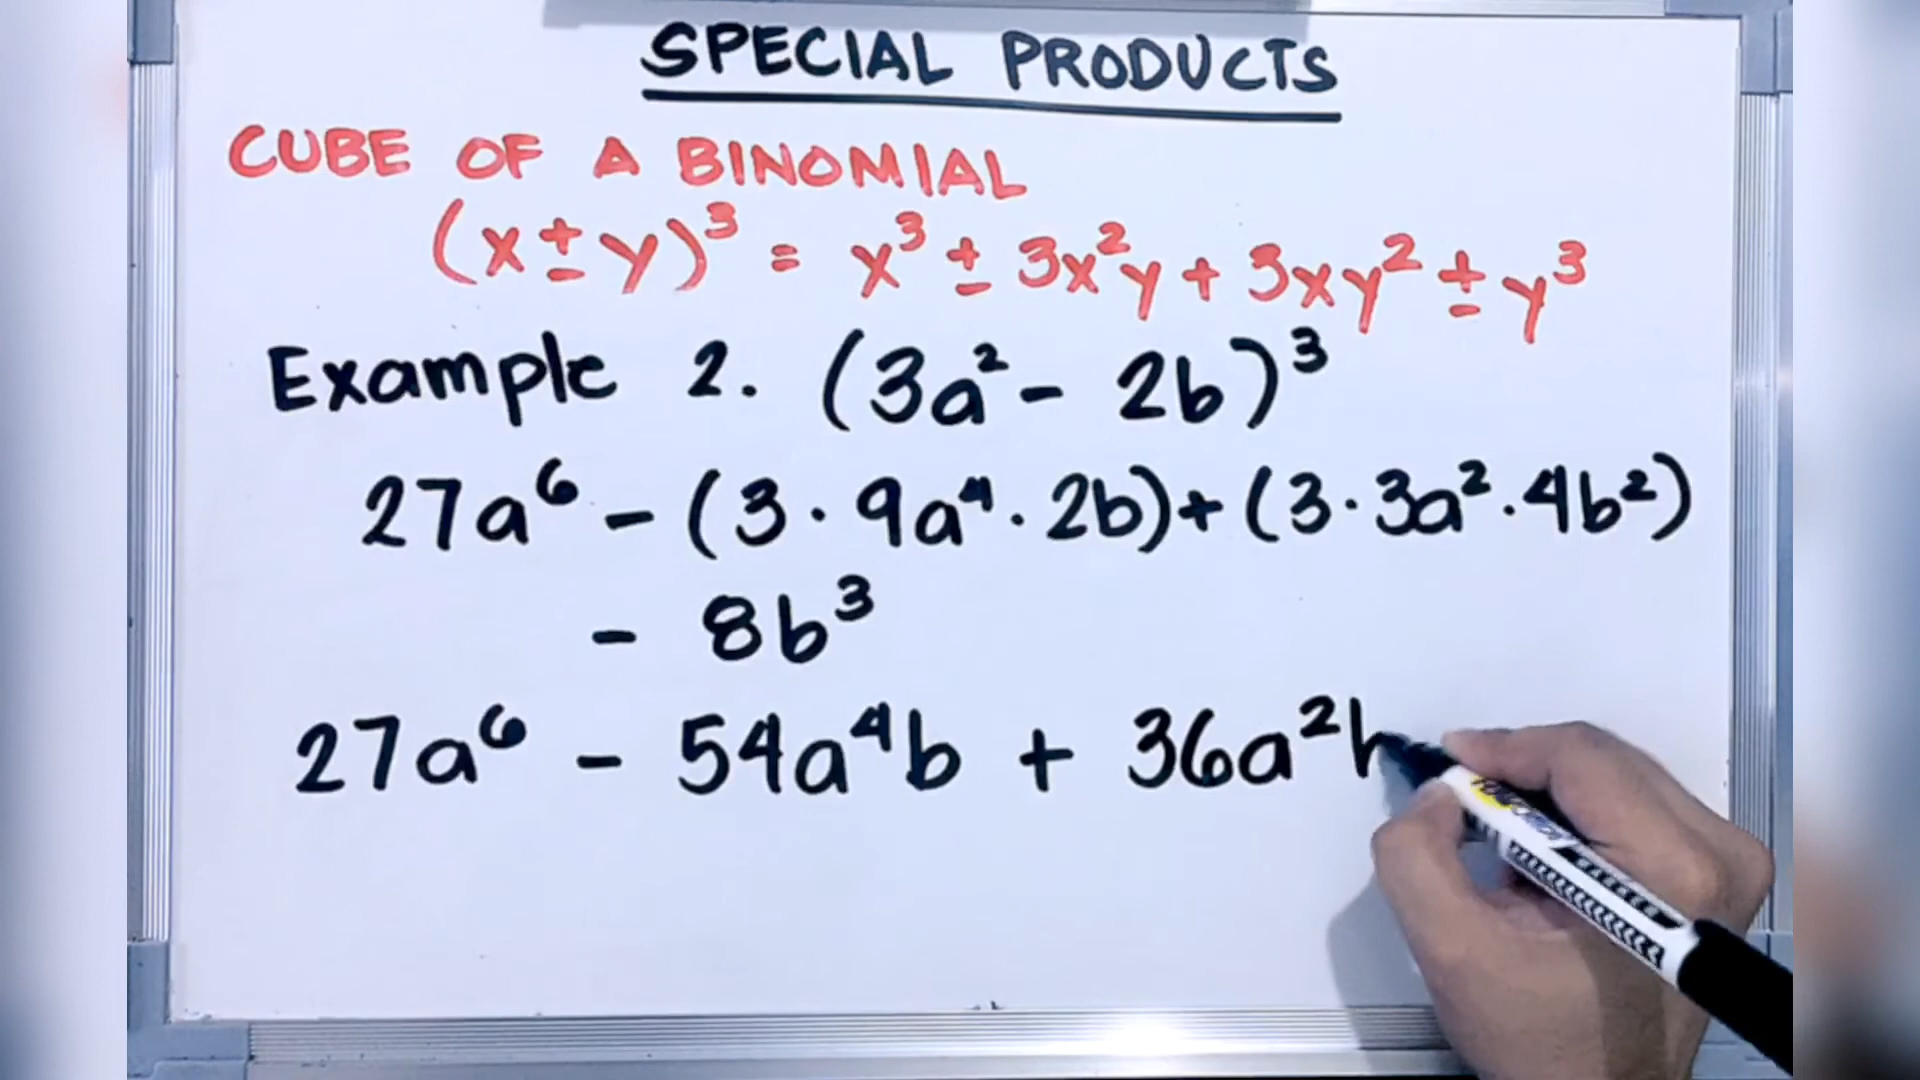 SPECIAL PRODUCTS
CUBE OF A BINOMIAL
(x ± y)³ = x³ ± 3x²y + 3xy² ± y³
Example 2. (3a² - 2b)³
27a⁶ - (3 · 9a⁴ · 2b) + (3 · 3a² · 4b²)
- 8b³
27a⁶ - 54a⁴b + 36a²b